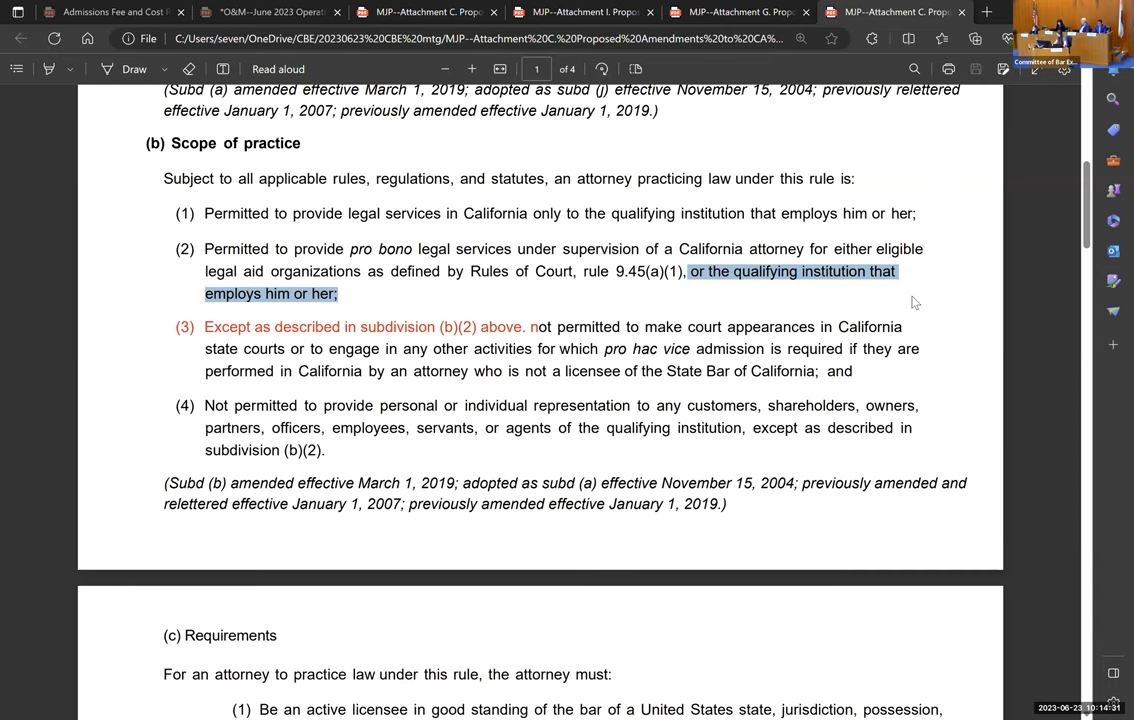 Admissions Fee and Cost
*O&M--June 2023 Operati
MJP--Attachment C. Propo
MJP--Attachment I. Propos
MJP--Attachment G. Propo
MJP--Attachment C. Propo
File
C:/Users/seven/OneDrive/CBE/20230623%20CBE%20mtg/MJP--Attachment%20C.%20Proposed%20Amendments%20to%20CA%...
Committee of Bar Ex...
Draw
Read aloud
1
of 4
(Subd (a) amended effective March 1, 2019; adopted as subd (j) effective November 15, 2004; previously relettered
effective January 1, 2007; previously amended effective January 1, 2019.)
(b) Scope of practice
Subject to all applicable rules, regulations, and statutes, an attorney practicing law under this rule is:
(1) Permitted to provide legal services in California only to the qualifying institution that employs him or her;
(2) Permitted to provide pro bono legal services under supervision of a California attorney for either eligible
legal aid organizations as defined by Rules of Court, rule 9.45(a)(1), or the qualifying institution that
employs him or her;
(3) Except as described in subdivision (b)(2) above. not permitted to make court appearances in California
state courts or to engage in any other activities for which pro hac vice admission is required if they are
performed in California by an attorney who is not a licensee of the State Bar of California; and
(4) Not permitted to provide personal or individual representation to any customers, shareholders, owners,
partners, officers, employees, servants, or agents of the qualifying institution, except as described in
subdivision (b)(2).
(Subd (b) amended effective March 1, 2019; adopted as subd (a) effective November 15, 2004; previously amended and
relettered effective January 1, 2007; previously amended effective January 1, 2019.)
(c) Requirements
For an attorney to practice law under this rule, the attorney must:
(1) Be an active licensee in good standing of the bar of a United States state, jurisdiction, possession,
2023-06-23 10:14:31